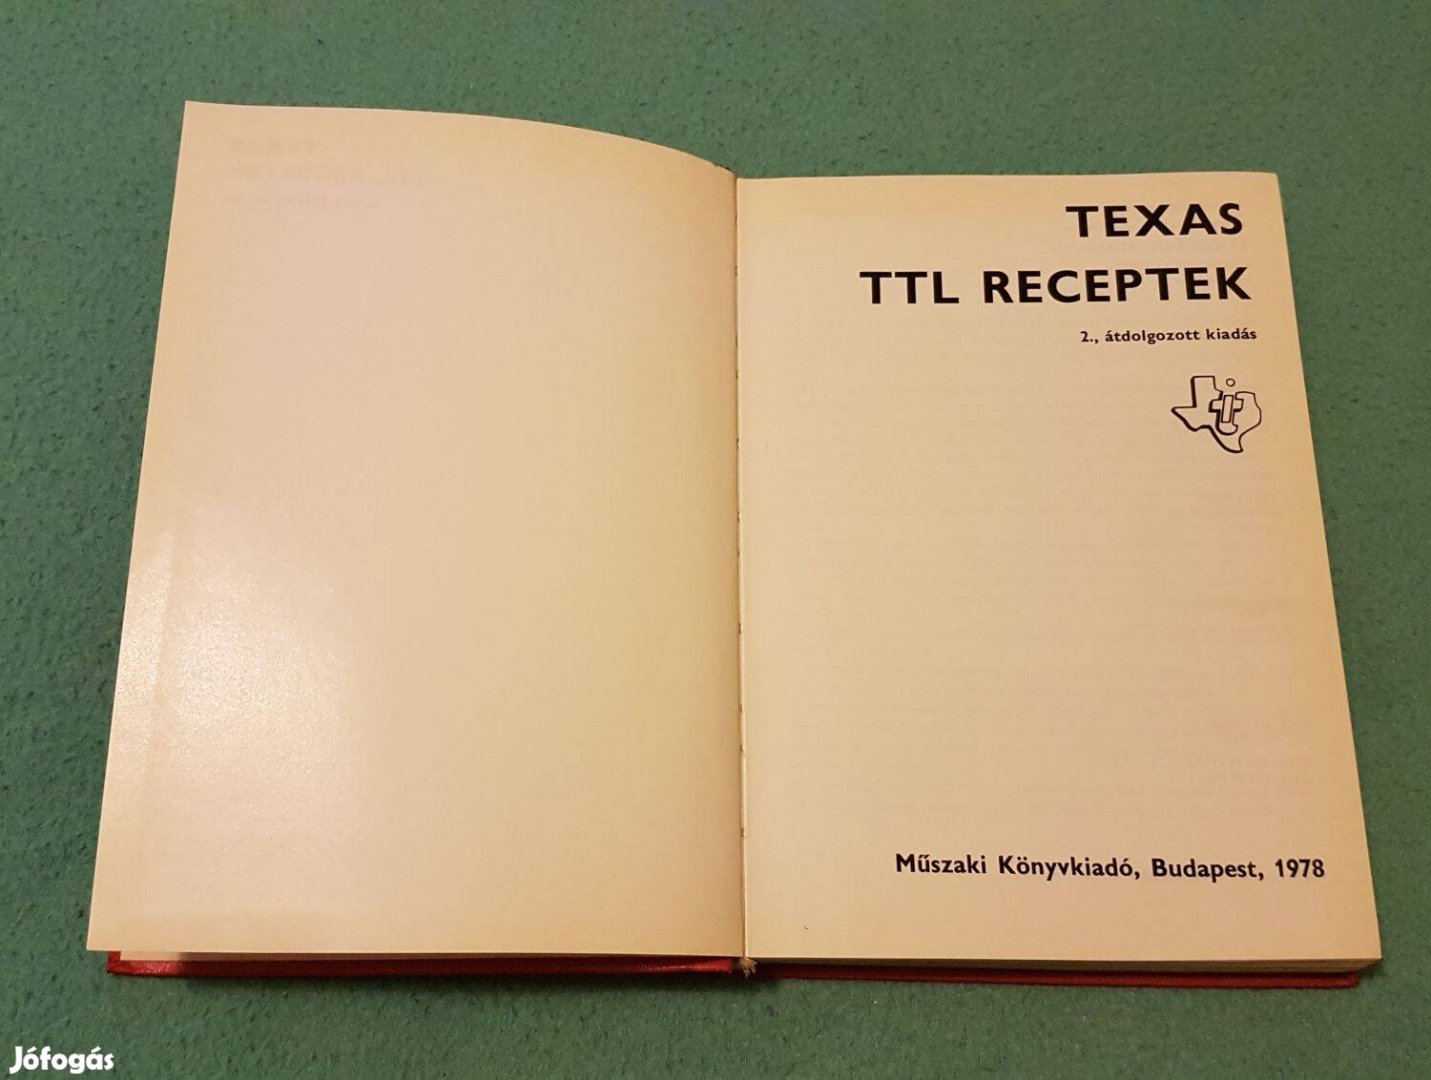 TEXAS
TTL RECEPTEK
2., átdolgozott kiadás
Műszaki Könyvkiadó, Budapest, 1978
Jófogás